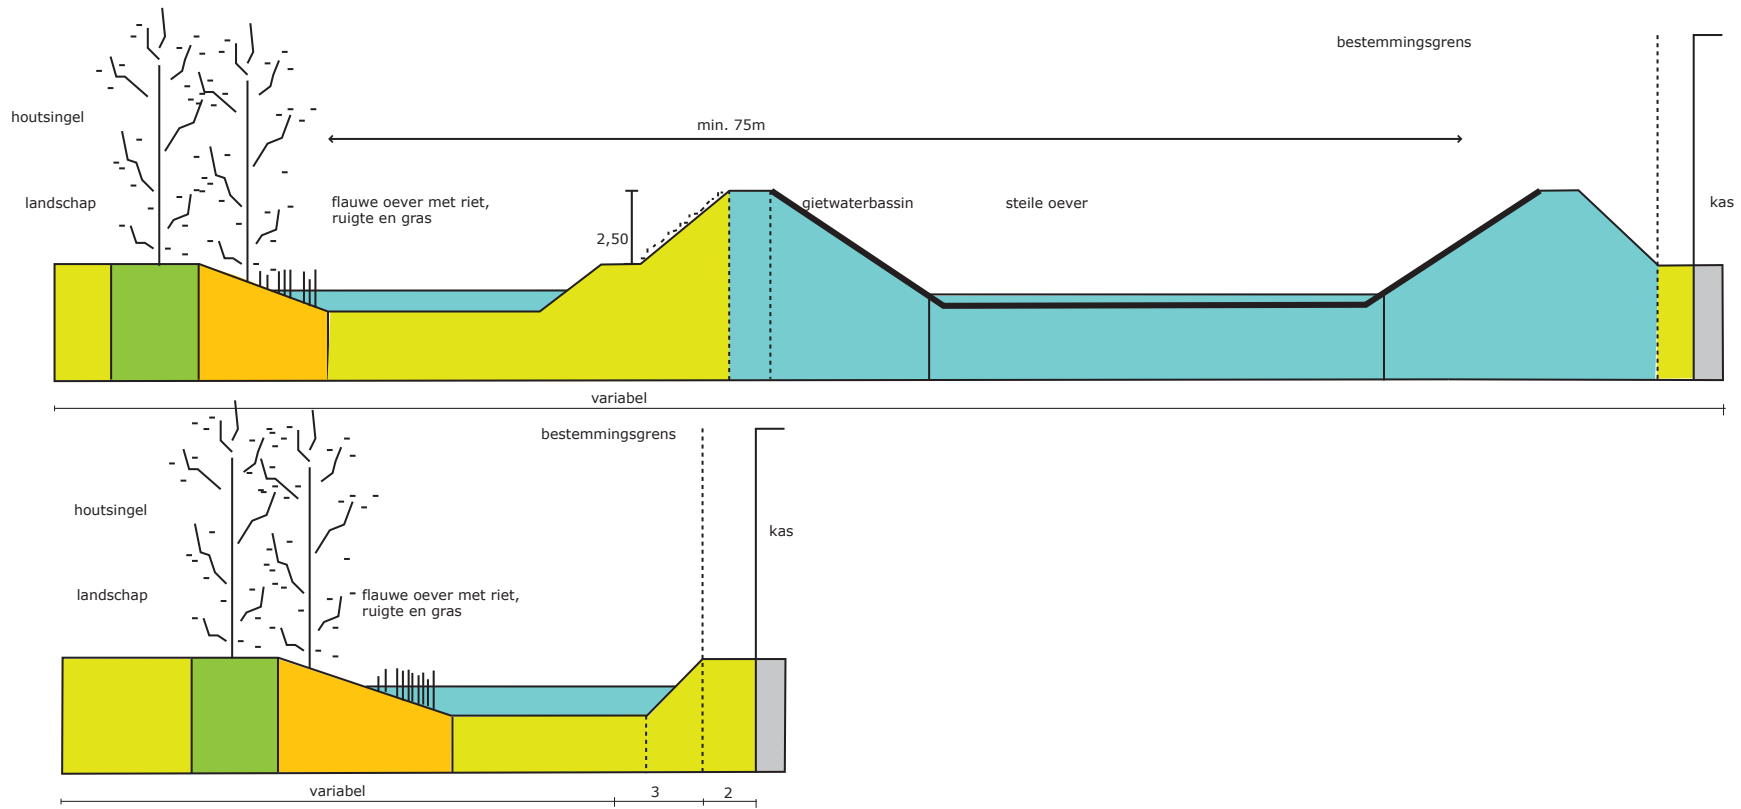 bestemmingsgrens
houtsingel
min. 75m
landschap
flauwe oever met riet,
ruigte en gras
gietwaterbassin
steile oever
kas
2,50
variabel
bestemmingsgrens
houtsingel
kas
landschap
flauwe oever met riet,
ruigte en gras
variabel
3
2